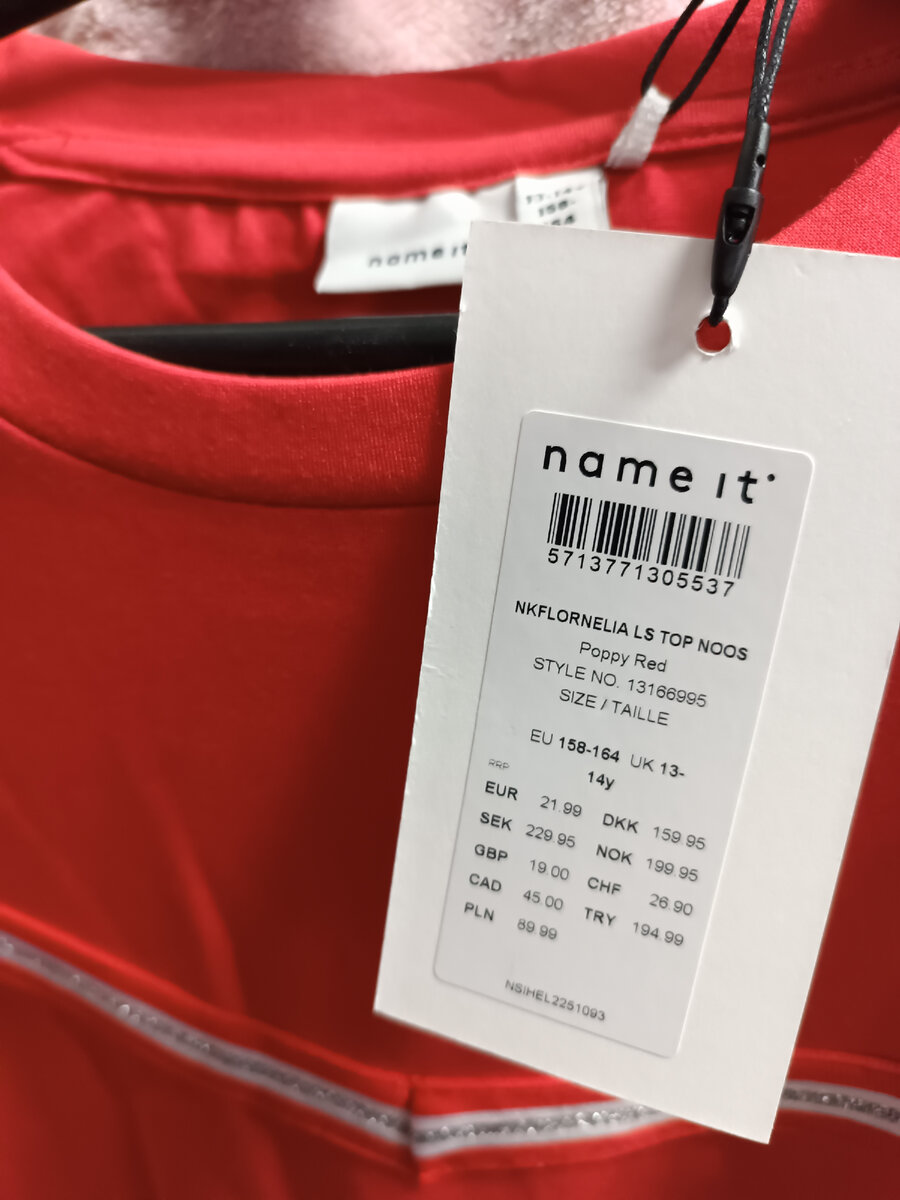 name it
158-
name it
5713771305537
NKFLORNELIA LS TOP NOOS
Poppy Red
STYLE NO. 13166995
SIZE / TAILLE
EU 158-164 UK 13-
14y
RRP
EUR 21.99 DKK 159.95
SEK 229.95 NOK 199.95
GBP 19.00 CHF 26.90
CAD 45.00 TRY 194.99
PLN 89.99
NSIHEL2251093